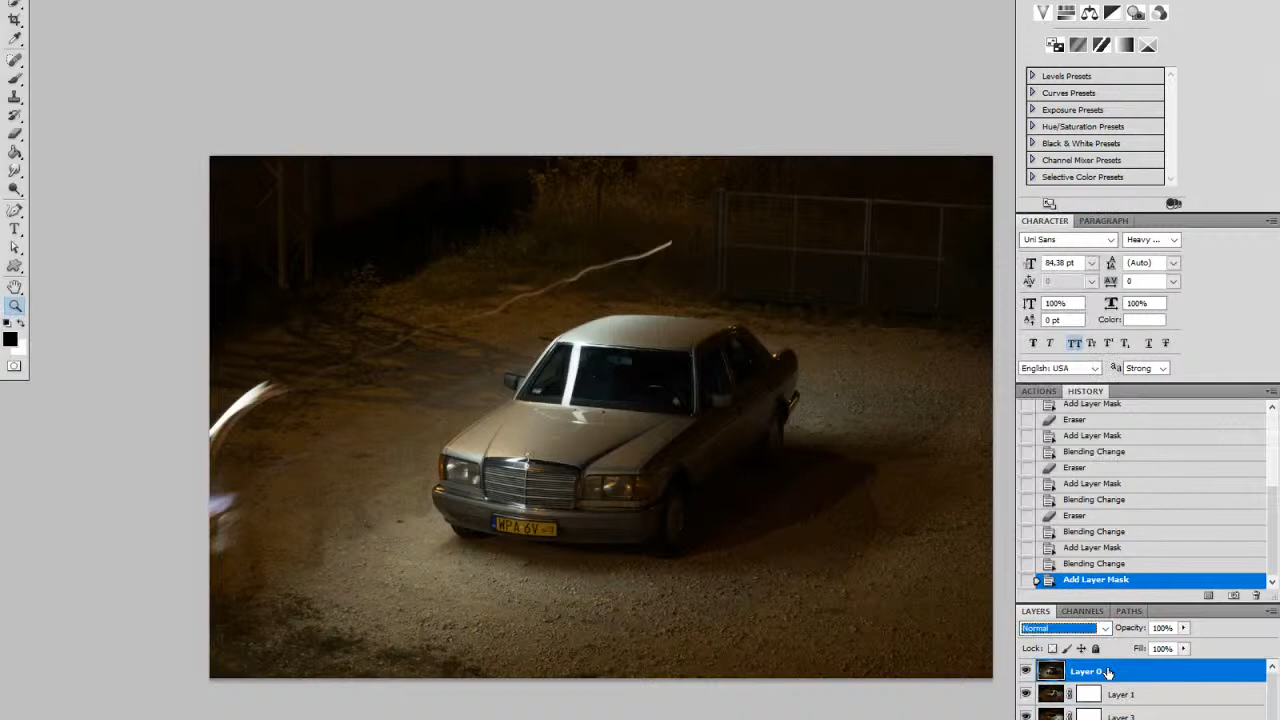 Levels Presets
Curves Presets
Exposure Presets
Hue/Saturation Presets
Black & White Presets
Channel Mixer Presets
Selective Color Presets
CHARACTER PARAGRAPH
Uni Sans Heavy ...
84,38 pt (Auto)
0 0
100% 100%
0 pt Color:
English: USA Strong
ACTIONS HISTORY
Add Layer Mask
Eraser
Add Layer Mask
Blending Change
Eraser
Add Layer Mask
Blending Change
Eraser
Blending Change
Add Layer Mask
Blending Change
Add Layer Mask
LAYERS CHANNELS PATHS
Normal Opacity: 100%
Lock: Fill: 100%
Layer 0
Layer 1
Layer 3
WPA 6V